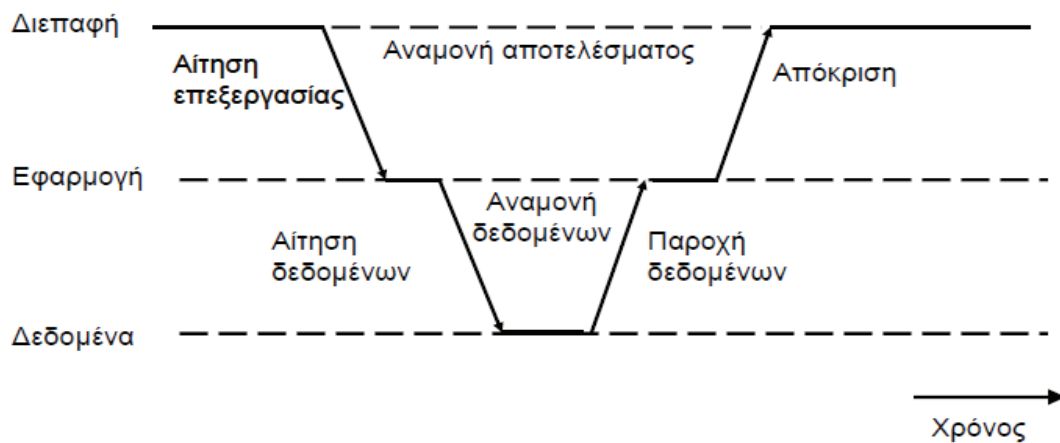 Διεπαφή
Αναμονή αποτελέσματος
Αίτηση
επεξεργασίας
Απόκριση
Εφαρμογή
Αναμονή
δεδομένων
Αίτηση
δεδομένων
Παροχή
δεδομένων
Δεδομένα
Χρόνος